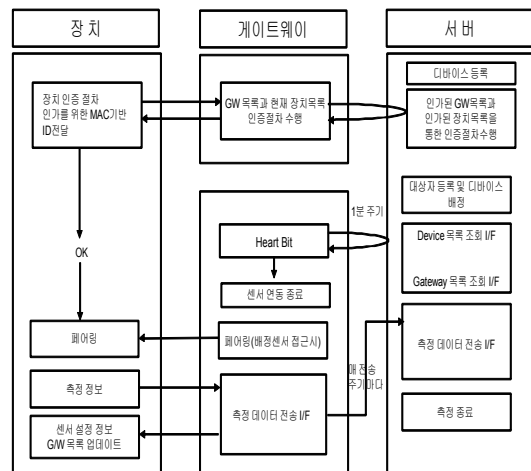 장 치
게이트웨이
서 버
장치 인증 절차
인가를 위한 MAC기반
ID전달
OK
페어링
측정 정보
센서 설정 정보
G/W 목록 업데이트
GW 목록과 현재 장치목록
인증절차 수행
1분 주기
Heart Bit
센서 연동 종료
페어링(배정센서 접근시)
매 전송
주기마다
측정 데이터 전송 I/F
디바이스 등록
인가된 GW목록과
인가된 장치목록을
통한 인증절차수행
대상자 등록 및 디바이스
배정
Device 목록 조회 I/F
Gateway 목록 조회 I/F
측정 데이터 전송 I/F
측정 종료